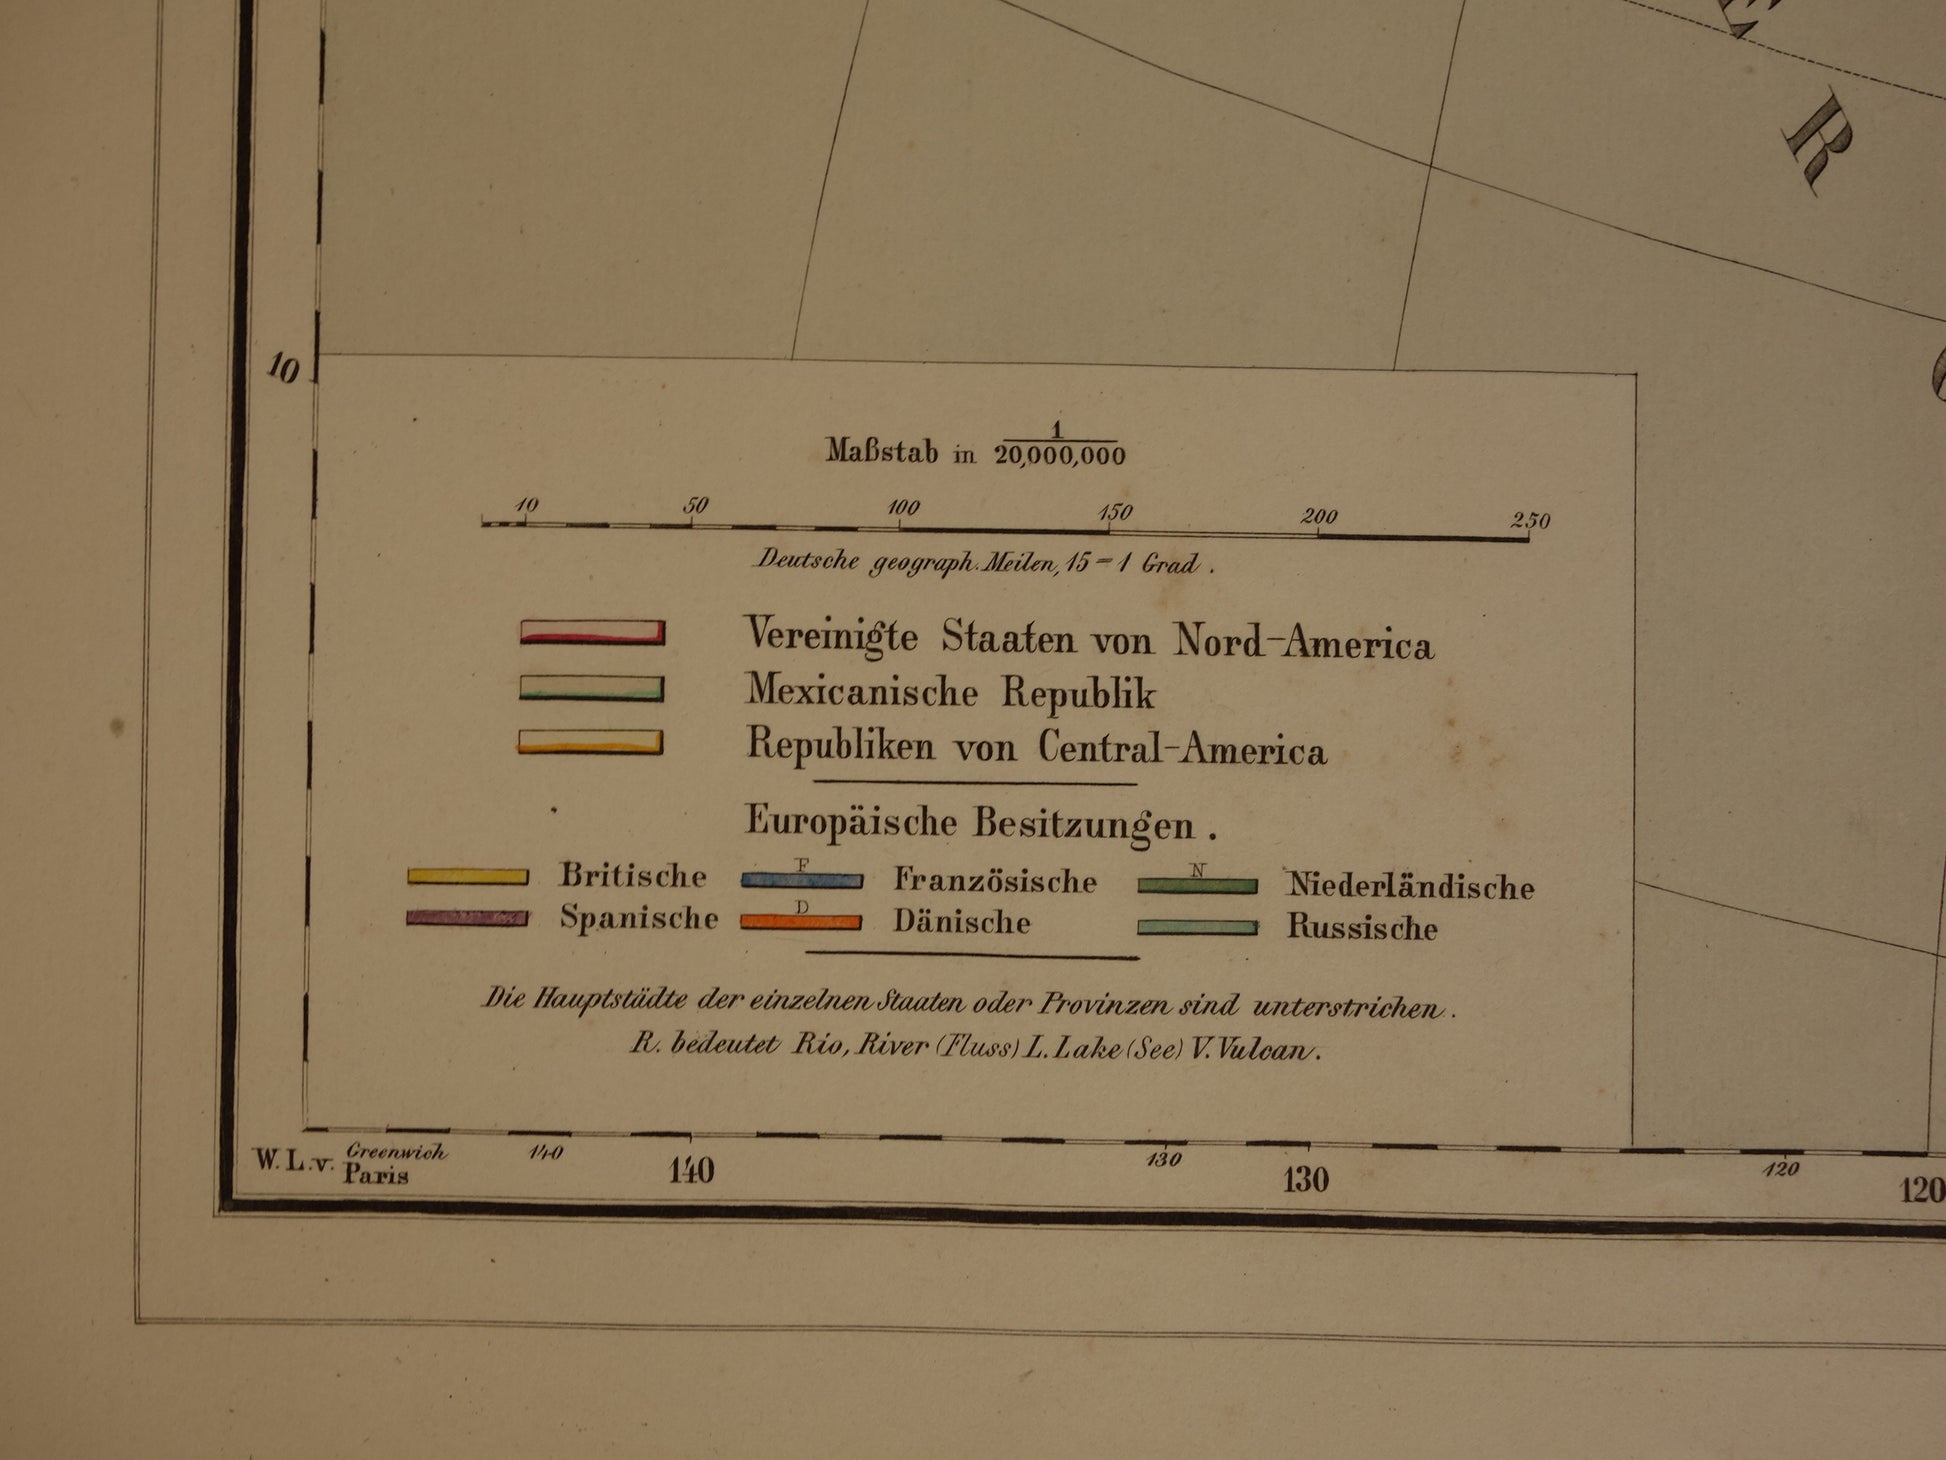 E
R
10
Maßstab in 1/20,000,000
10 50 100 150 200 250
Deutsche geograph. Meilen, 15 = 1 Grad.
Vereinigte Staaten von Nord-America
Mexicanische Republik
Republiken von Central-America
Europäische Besitzungen.
Britische F Französische N Niederländische
Spanische D Dänische Russische
Die Hauptstädte der einzelnen Staaten oder Provinzen sind unterstrichen.
R. bedeutet Rio, River (Fluss) L. Lake (See) V. Vulcan.
W. L. v. Greenwich 140 130 120
Paris 140 130 120